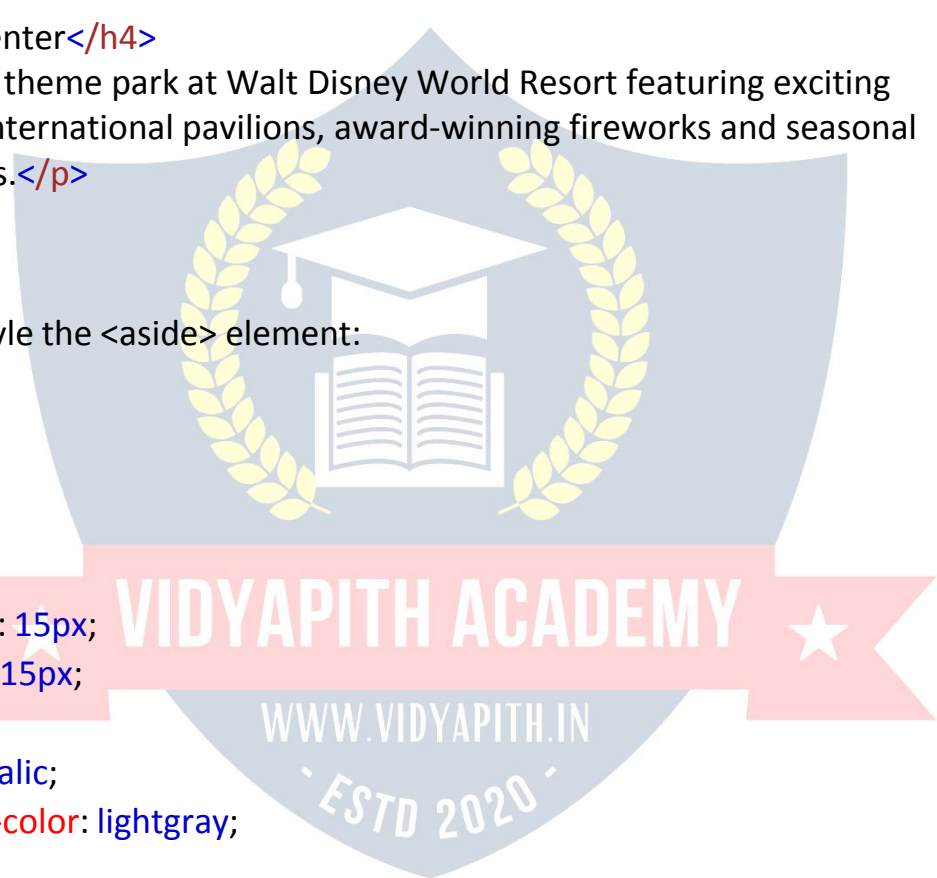 enter</h4>
theme park at Walt Disney World Resort featuring exciting
nternational pavilions, award-winning fireworks and seasonal
s.</p>
yle the <aside> element:
: 15px;
15px;
alic;
-color: lightgray;
VIDYAPITH ACADEMY
WWW.VIDYAPITH.IN
- ESTD 2020 -